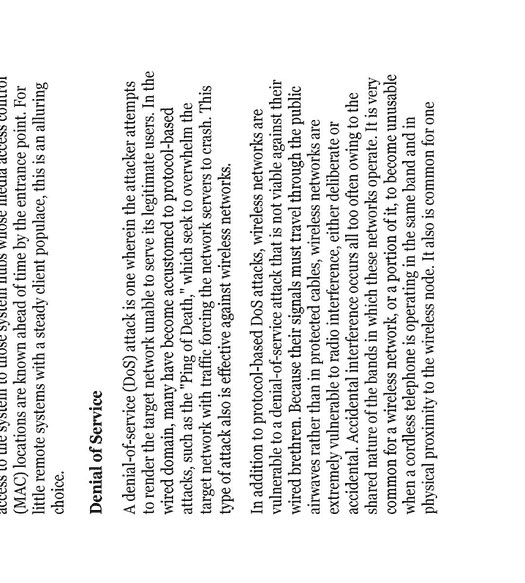 access to the system to those system hubs whose media access control
(MAC) locations are known ahead of time by the entrance point. For
little remote systems with a steady client populace, this is an alluring
choice.
Denial of Service
A denial-of-service (DoS) attack is one wherein the attacker attempts
to render the target network unable to serve its legitimate users. In the
wired domain, many have become accustomed to protocol-based
attacks, such as the "Ping of Death," which seek to overwhelm the
target network with traffic forcing the network servers to crash. This
type of attack also is effective against wireless networks.
In addition to protocol-based DoS attacks, wireless networks are
vulnerable to a denial-of-service attack that is not viable against their
wired brethren. Because their signals must travel through the public
airwaves rather than in protected cables, wireless networks are
extremely vulnerable to radio interference, either deliberate or
accidental. Accidental interference occurs all too often owing to the
shared nature of the bands in which these networks operate. It is very
common for a wireless network, or a portion of it, to become unusable
when a cordless telephone is operating in the same band and in
physical proximity to the wireless node. It also is common for one